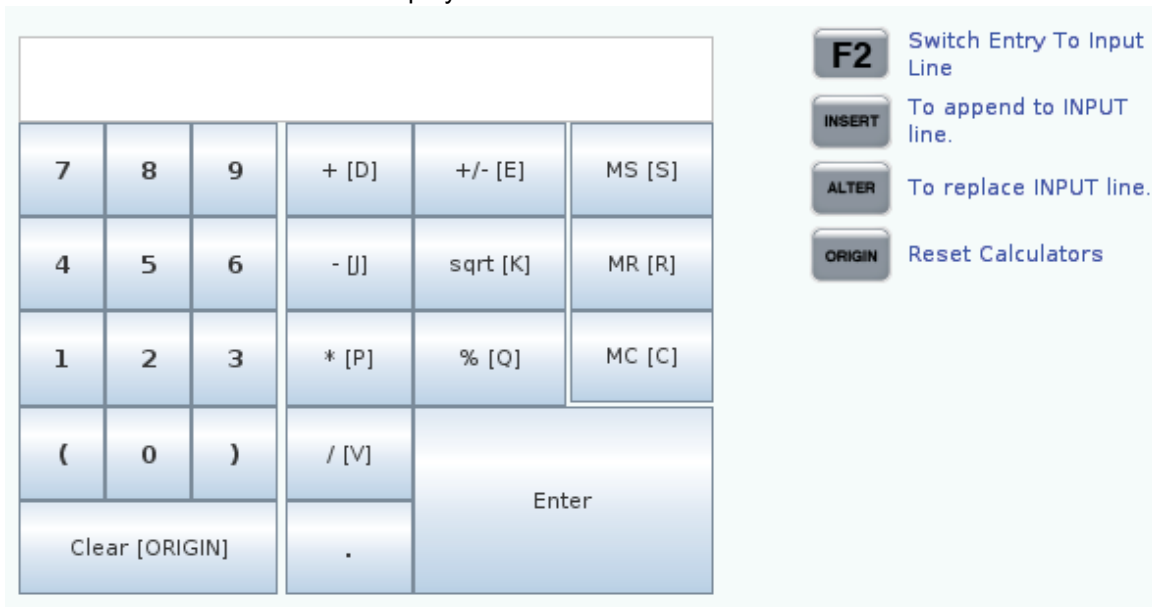 F2 Switch Entry To Input
Line
INSERT To append to INPUT
line.
ALTER To replace INPUT line.
ORIGIN Reset Calculators
7 8 9 + [D] +/- [E] MS [S]
4 5 6 - [J] sqrt [K] MR [R]
1 2 3 * [P] % [Q] MC [C]
( 0 ) / [V]
Enter
Clear [ORIGIN] .